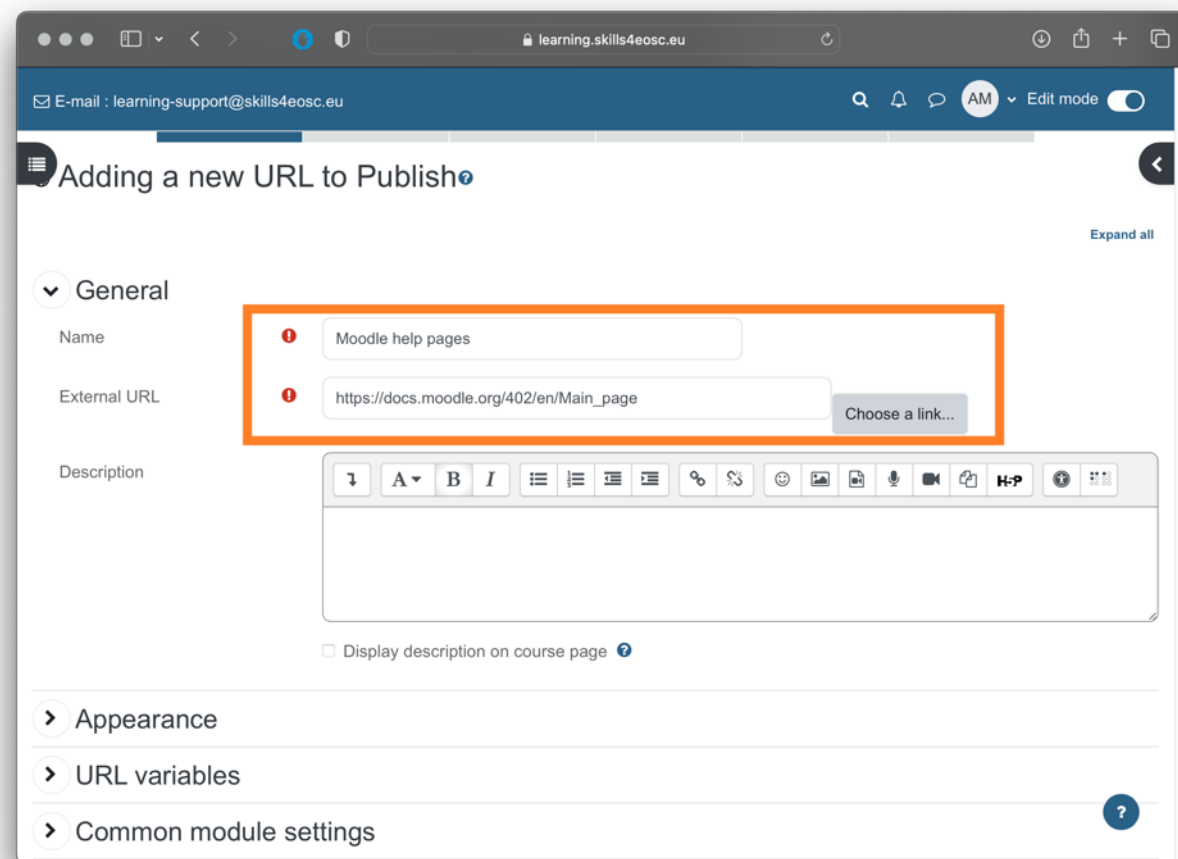 learning.skills4eosc.eu
E-mail : learning-support@skills4eosc.eu
AM
Edit mode
Adding a new URL to Publish
Expand all
General
Name
Moodle help pages
External URL
https://docs.moodle.org/402/en/Main_page
Choose a link...
Description
A B I H5P
Display description on course page
Appearance
URL variables
Common module settings